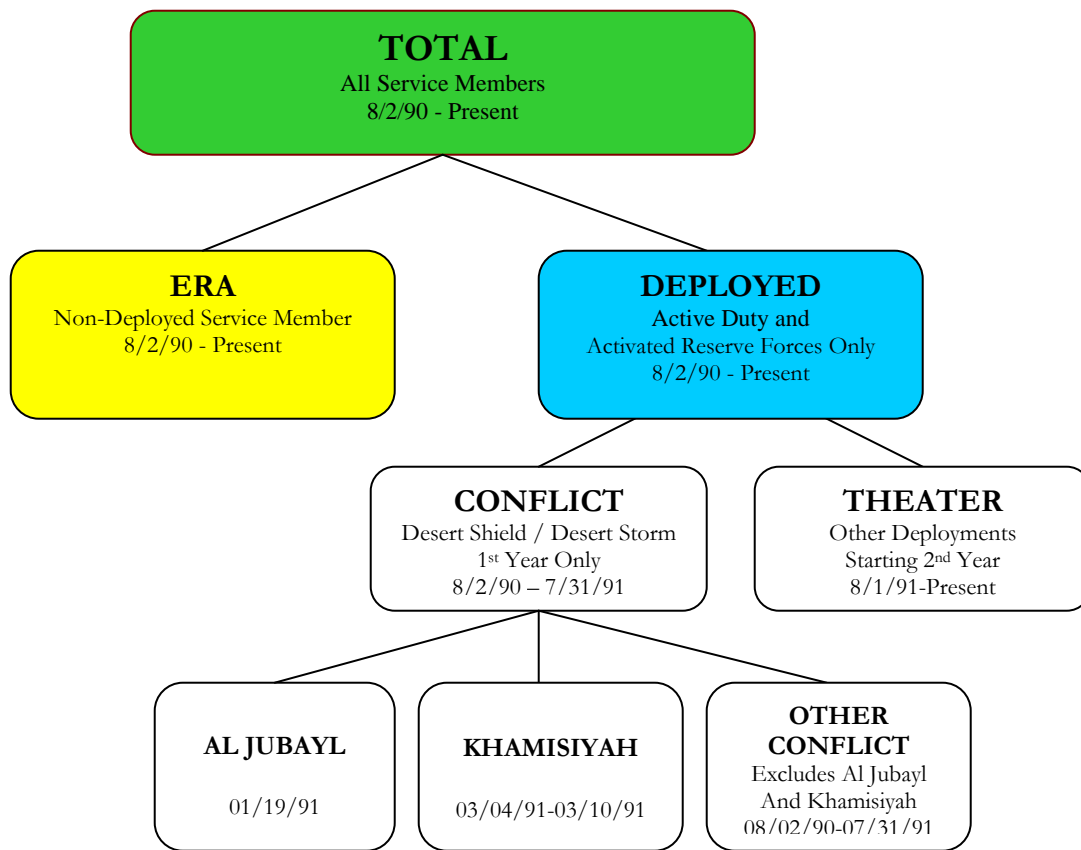 TOTAL
All Service Members
8/2/90 - Present
ERA
Non-Deployed Service Member
8/2/90 - Present
DEPLOYED
Active Duty and
Activated Reserve Forces Only
8/2/90 - Present
CONFLICT
Desert Shield / Desert Storm
1st Year Only
8/2/90 – 7/31/91
THEATER
Other Deployments
Starting 2nd Year
8/1/91-Present
AL JUBAYL
01/19/91
KHAMISIYAH
03/04/91-03/10/91
OTHER
CONFLICT
Excludes Al Jubayl
And Khamisiyah
08/02/90-07/31/91